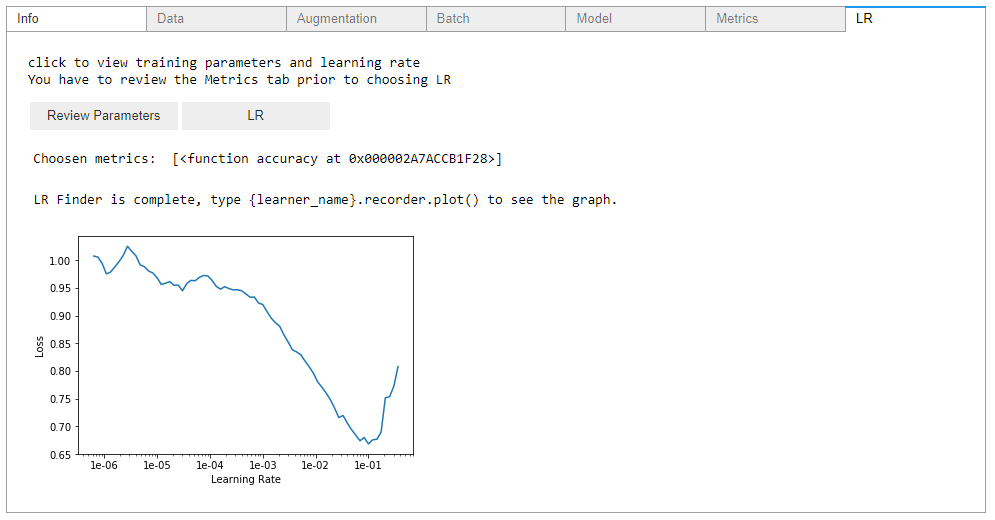 Info Data Augmentation Batch Model Metrics LR
click to view training parameters and learning rate
You have to review the Metrics tab prior to choosing LR
Review Parameters LR
Choosen metrics: [<function accuracy at 0x000002A7ACCB1F28>]
LR Finder is complete, type {learner_name}.recorder.plot() to see the graph.
1.00
0.95
0.90
0.85
0.80
0.75
0.70
0.65
Loss
1e-06 1e-05 1e-04 1e-03 1e-02 1e-01
Learning Rate